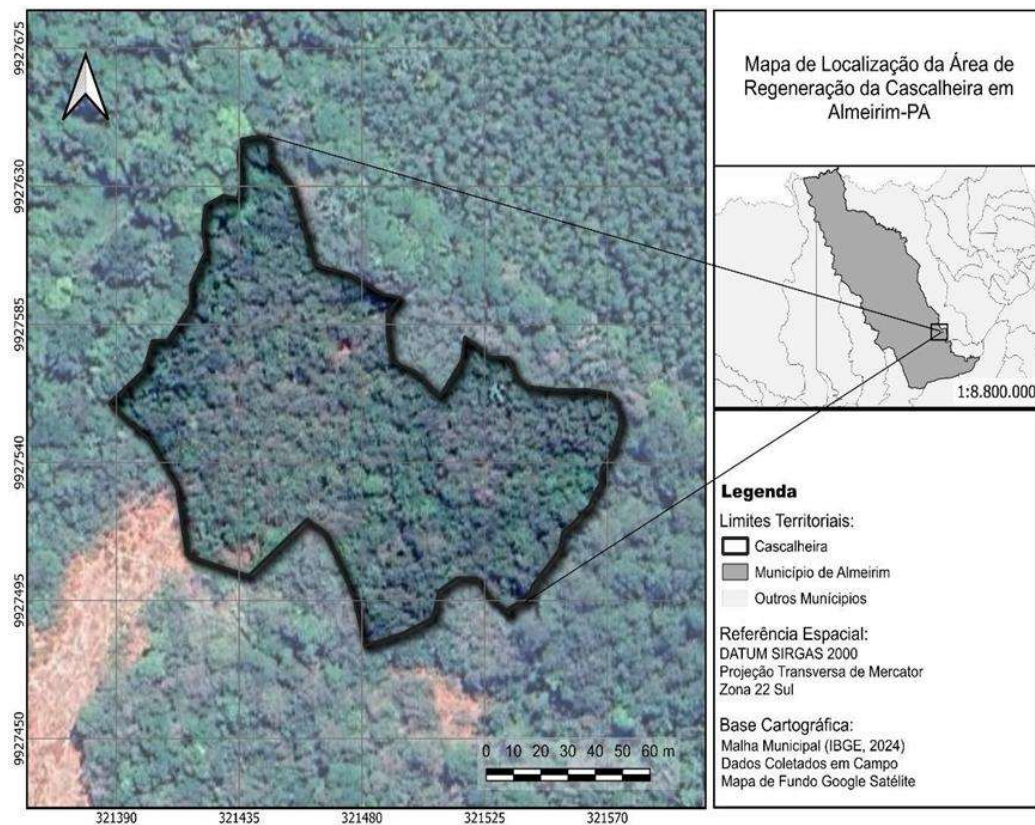 Mapa de Localização da Área de
Regeneração da Cascalheira em
Almeirim-PA
1:8.800.000
Legenda
Limites Territoriais:
Cascalheira
Município de Almeirim
Outros Munícipios
Referência Espacial:
DATUM SIRGAS 2000
Projeção Transversa de Mercator
Zona 22 Sul
Base Cartográfica:
Malha Municipal (IBGE, 2024)
Dados Coletados em Campo
Mapa de Fundo Google Satélite
9927675
9927630
9927585
9927540
9927495
9927450
0 10 20 30 40 50 60 m
321390 321435 321480 321525 321570